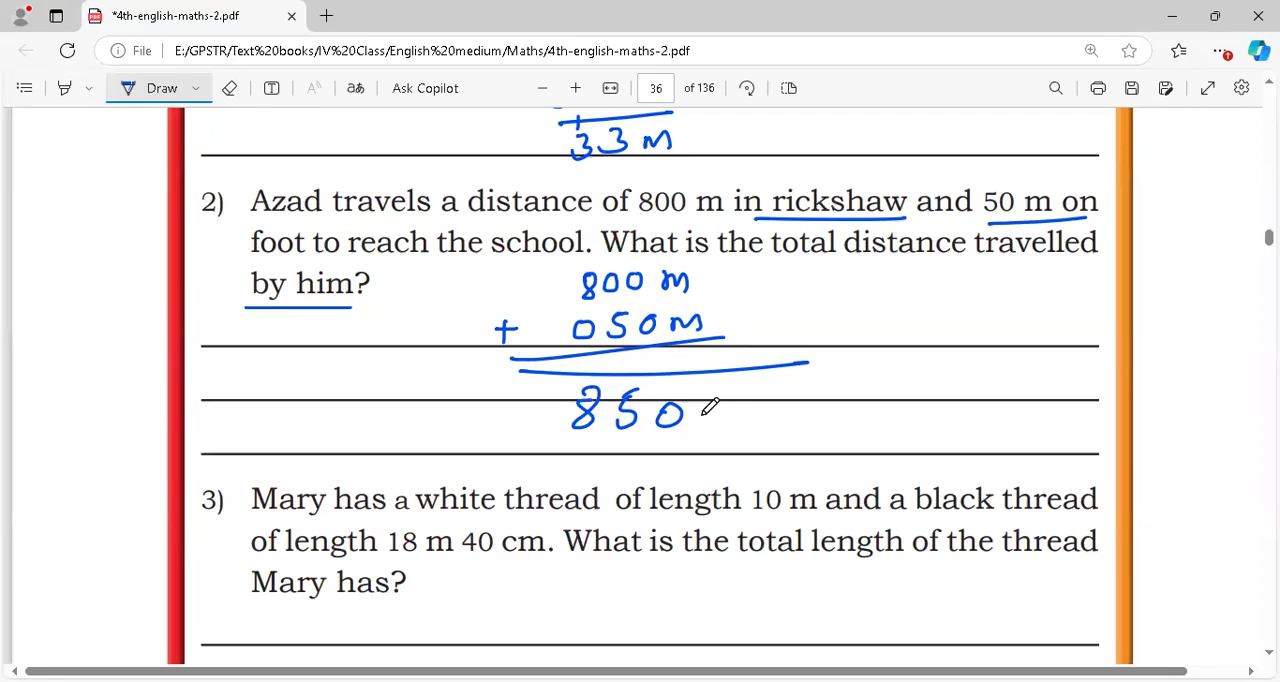 *4th-english-maths-2.pdf
File E:/GPSTR/Text%20books/IV%20Class/English%20medium/Maths/4th-english-maths-2.pdf
Draw Ask Copilot 36 of 136
33 m
2) Azad travels a distance of 800 m in rickshaw and 50 m on
foot to reach the school. What is the total distance travelled
by him?
800 m
+ 050 m
850
3) Mary has a white thread of length 10 m and a black thread
of length 18 m 40 cm. What is the total length of the thread
Mary has?